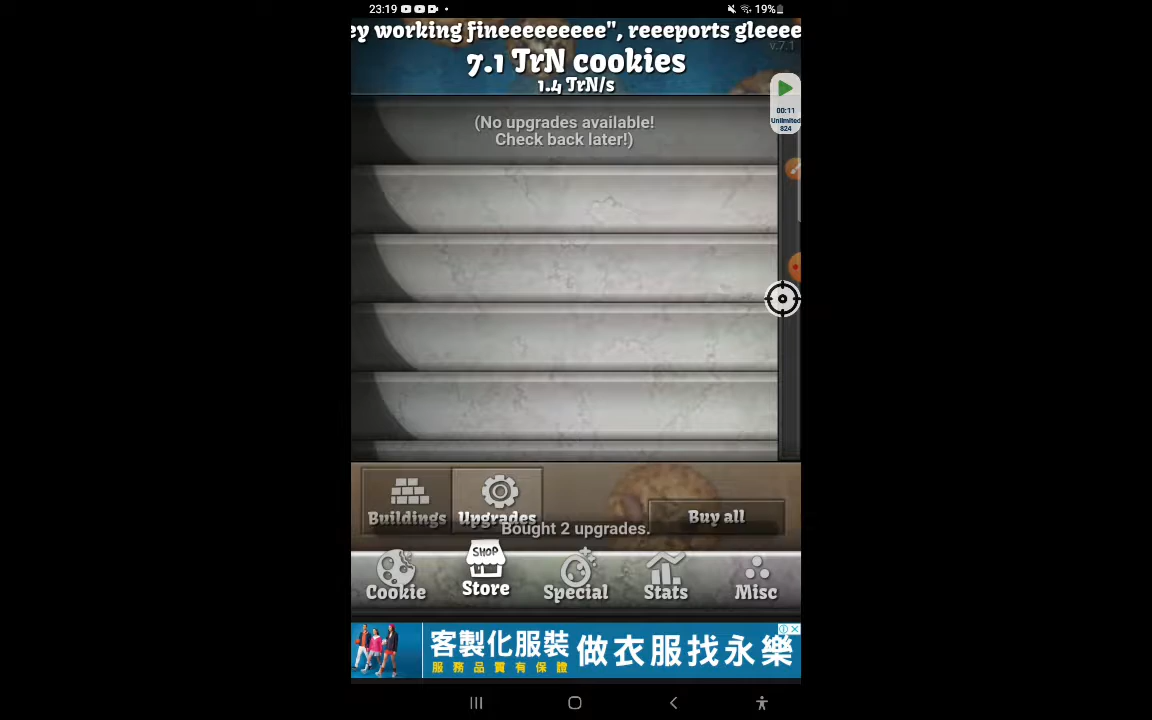 23:19
19%
ey working fineeeeeeeee", reeeports gleeee
v.7.1
7.1 TrN cookies
1.4 TrN/s
00:11
Unlimited
824
(No upgrades available!
Check back later!)
Buildings
Upgrades
Buy all
Bought 2 upgrades.
SHOP
Cookie
Store
Special
Stats
Misc
客製化服裝 做衣服找永樂
服務品質有保證